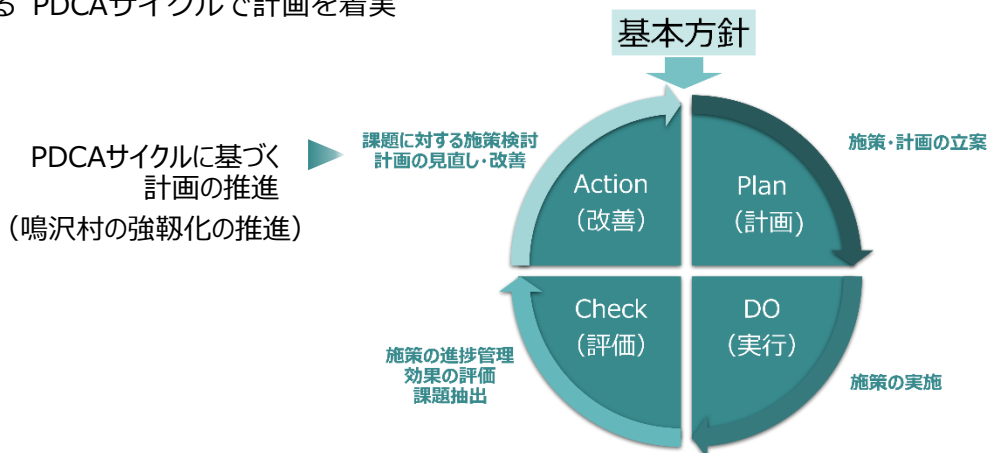 る PDCAサイクルで計画を着実
基本方針
PDCAサイクルに基づく
計画の推進
（鳴沢村の強靱化の推進）
課題に対する施策検討
計画の見直し・改善
施策・計画の立案
Action
（改善）
Plan
（計画）
Check
（評価）
DO
（実行）
施策の進捗管理
効果の評価
課題抽出
施策の実施